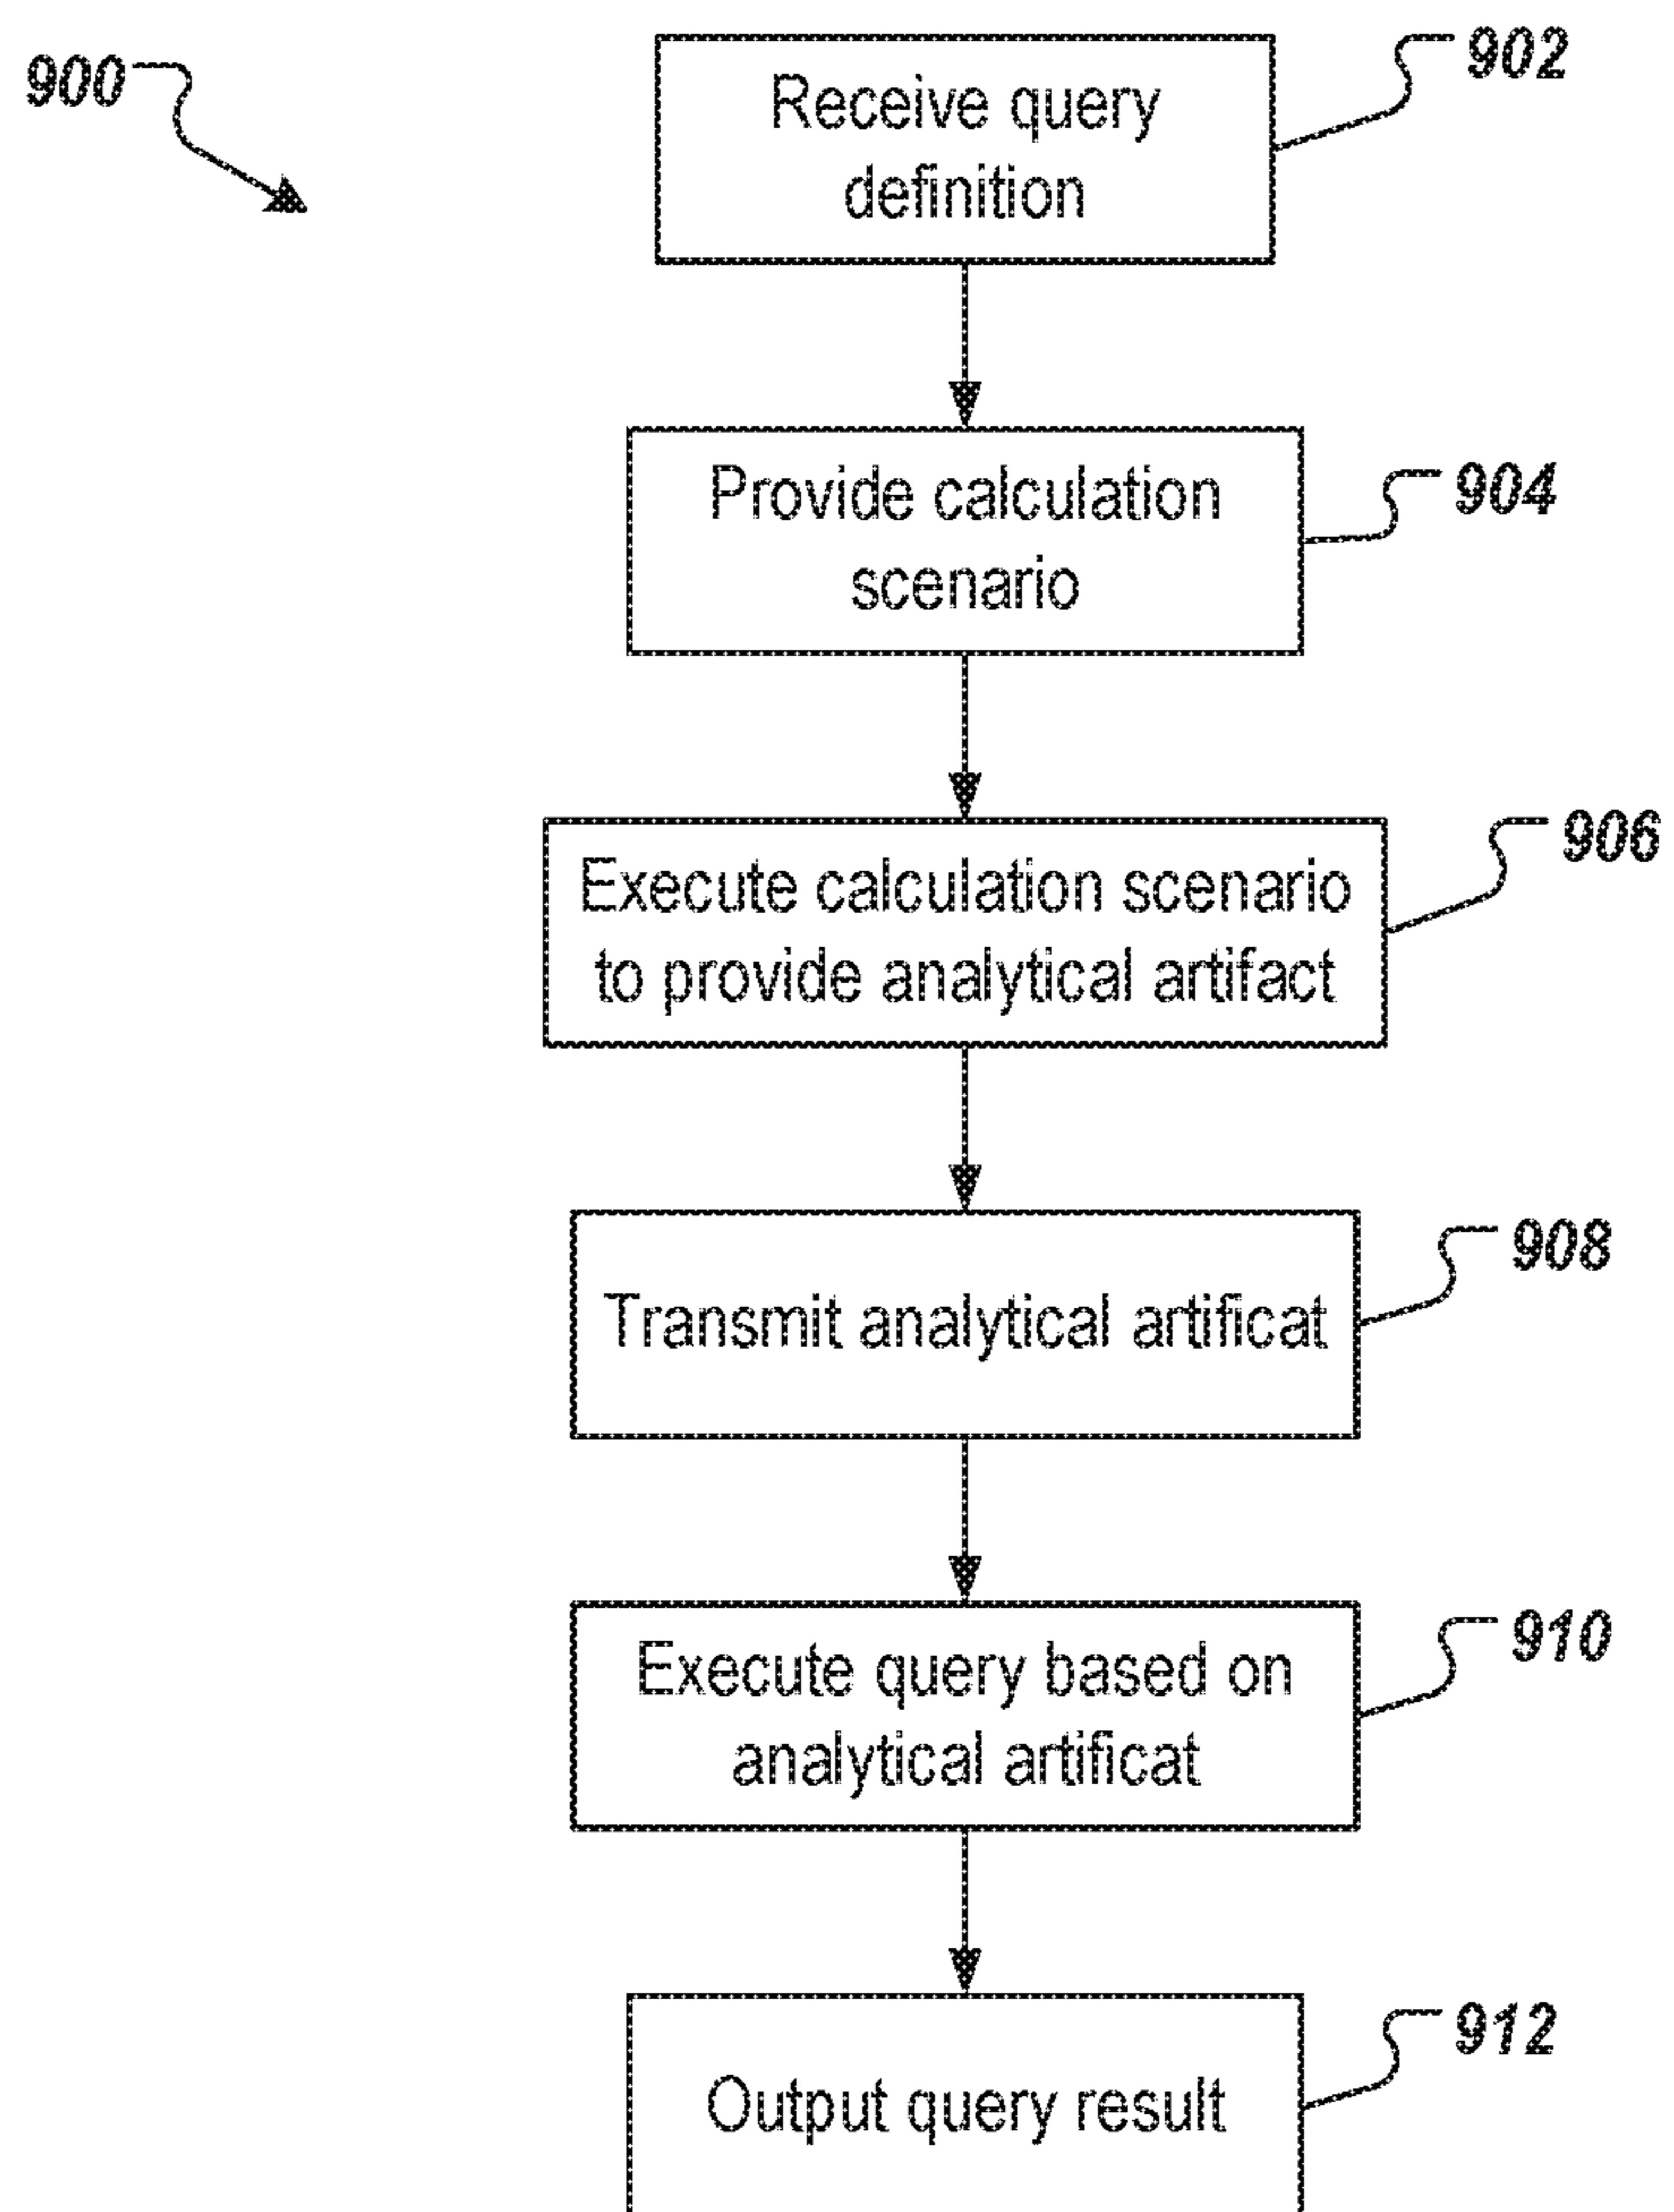 900
902
Receive query
definition
904
Provide calculation
scenario
906
Execute calculation scenario
to provide analytical artifact
908
Transmit analytical artificat
910
Execute query based on
analytical artificat
912
Output query result